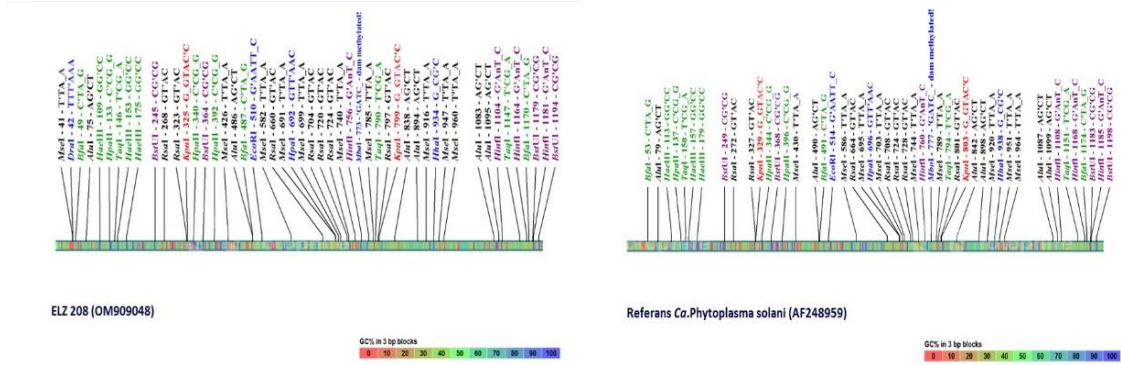 MseI - 41 - T'TA_A
DraI - 42 - TTT'AAA
BfaI - 49 - C'TA_G
AluI - 75 - AG'CT
HaeIII - 109 - GG'CC
HpaII - 133 - C'CG_G
TaqI - 146 - T'CG_A
HaeIII - 153 - GG'CC
HaeIII - 175 - GG'CC
BstUI - 245 - CG'CG
RsaI - 268 - GT'AC
RsaI - 323 - GT'AC
KpnI - 325 - G_GTAC'C
HpaII - 340 - C'CG_G
BstUI - 364 - CG'CG
HpaII - 392 - C'CG_G
MseI - 426 - T'TA_A
AluI - 486 - AG'CT
BfaI - 487 - C'TA_G
EcoRI - 510 - G'AATT_C
MseI - 582 - T'TA_A
RsaI - 660 - GT'AC
MseI - 691 - T'TA_A
HpaI - 692 - GTT'AAC
MseI - 699 - T'TA_A
RsaI - 704 - GT'AC
RsaI - 720 - GT'AC
RsaI - 724 - GT'AC
MseI - 740 - T'TA_A
HinfI - 756 - G'AnT_C
MboI - 773 - 'GATC_ - dam methylated!
MseI - 785 - T'TA_A
TaqI - 790 - T'CG_A
RsaI - 797 - GT'AC
KpnI - 799 - G_GTAC'C
AluI - 838 - AG'CT
AluI - 894 - AG'CT
MseI - 916 - T'TA_A
HhaI - 934 - G_CG'C
MseI - 947 - T'TA_A
MseI - 960 - T'TA_A
AluI - 1083 - AG'CT
AluI - 1095 - AG'CT
HinfI - 1104 - G'AnT_C
TaqI - 1147 - T'CG_A
HinfI - 1164 - G'AnT_C
BfaI - 1170 - C'TA_G
BstUI - 1179 - CG'CG
HinfI - 1181 - G'AnT_C
BstUI - 1194 - CG'CG
ELZ 208 (OM909048)
GC% in 3 bp blocks
0 10 20 30 40 50 60 70 80 90 100
BfaI - 53 - C'TA_G
AluI - 79 - AG'CT
HaeIII - 113 - GG'CC
HpaII - 137 - C'CG_G
TaqI - 150 - T'CG_A
HaeIII - 157 - GG'CC
HaeIII - 179 - GG'CC
BstUI - 249 - CG'CG
RsaI - 272 - GT'AC
RsaI - 327 - GT'AC
KpnI - 329 - G_GTAC'C
HpaII - 344 - C'CG_G
BstUI - 368 - CG'CG
HpaII - 396 - C'CG_G
MseI - 430 - T'TA_A
AluI - 490 - AG'CT
BfaI - 491 - C'TA_G
EcoRI - 514 - G'AATT_C
MseI - 586 - T'TA_A
RsaI - 664 - GT'AC
MseI - 695 - T'TA_A
HpaI - 696 - GTT'AAC
MseI - 703 - T'TA_A
RsaI - 708 - GT'AC
RsaI - 724 - GT'AC
RsaI - 728 - GT'AC
MseI - 744 - T'TA_A
HinfI - 760 - G'AnT_C
MboI - 777 - 'GATC_ - dam methylated!
MseI - 789 - T'TA_A
TaqI - 794 - T'CG_A
RsaI - 801 - GT'AC
KpnI - 803 - G_GTAC'C
AluI - 842 - AG'CT
AluI - 898 - AG'CT
MseI - 920 - T'TA_A
HhaI - 938 - G_CG'C
MseI - 951 - T'TA_A
MseI - 964 - T'TA_A
AluI - 1087 - AG'CT
AluI - 1099 - AG'CT
HinfI - 1108 - G'AnT_C
TaqI - 1151 - T'CG_A
HinfI - 1168 - G'AnT_C
BfaI - 1174 - C'TA_G
BstUI - 1183 - CG'CG
HinfI - 1185 - G'AnT_C
BstUI - 1198 - CG'CG
Referans Ca.Phytoplasma solani (AF248959)
GC% in 3 bp blocks
0 10 20 30 40 50 60 70 80 90 100